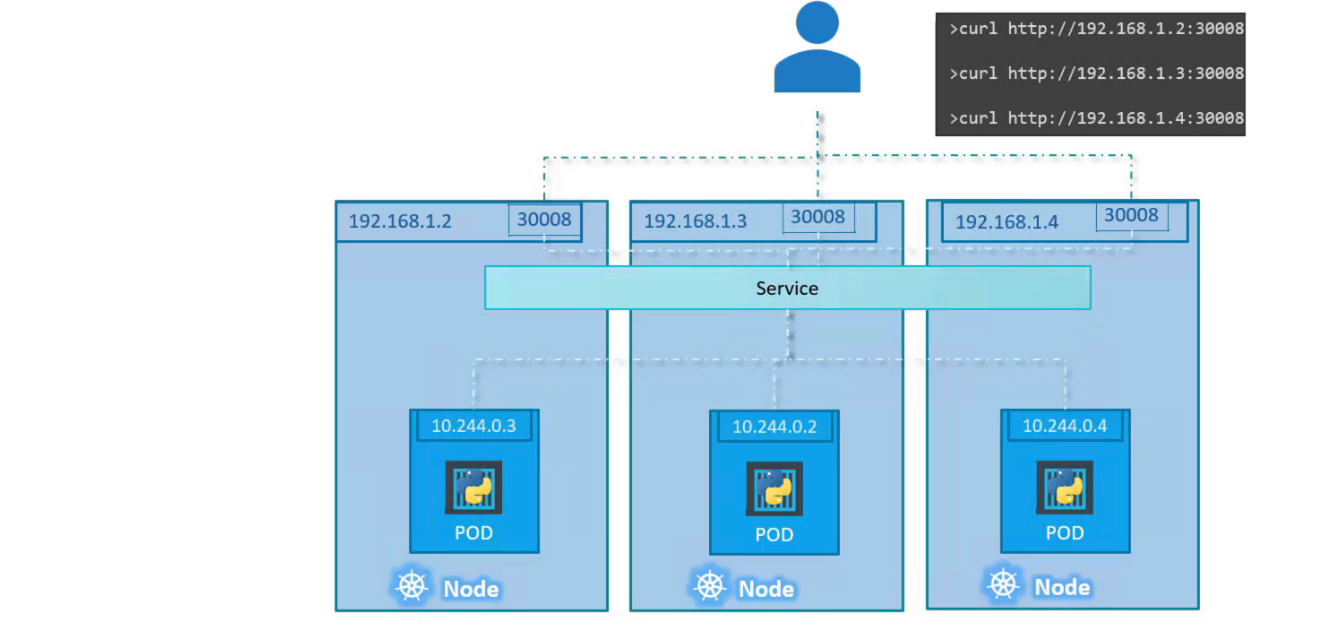 >curl http://192.168.1.2:30008
>curl http://192.168.1.3:30008
>curl http://192.168.1.4:30008
192.168.1.2
30008
192.168.1.3
30008
192.168.1.4
30008
Service
10.244.0.3
10.244.0.2
10.244.0.4
POD
POD
POD
Node
Node
Node